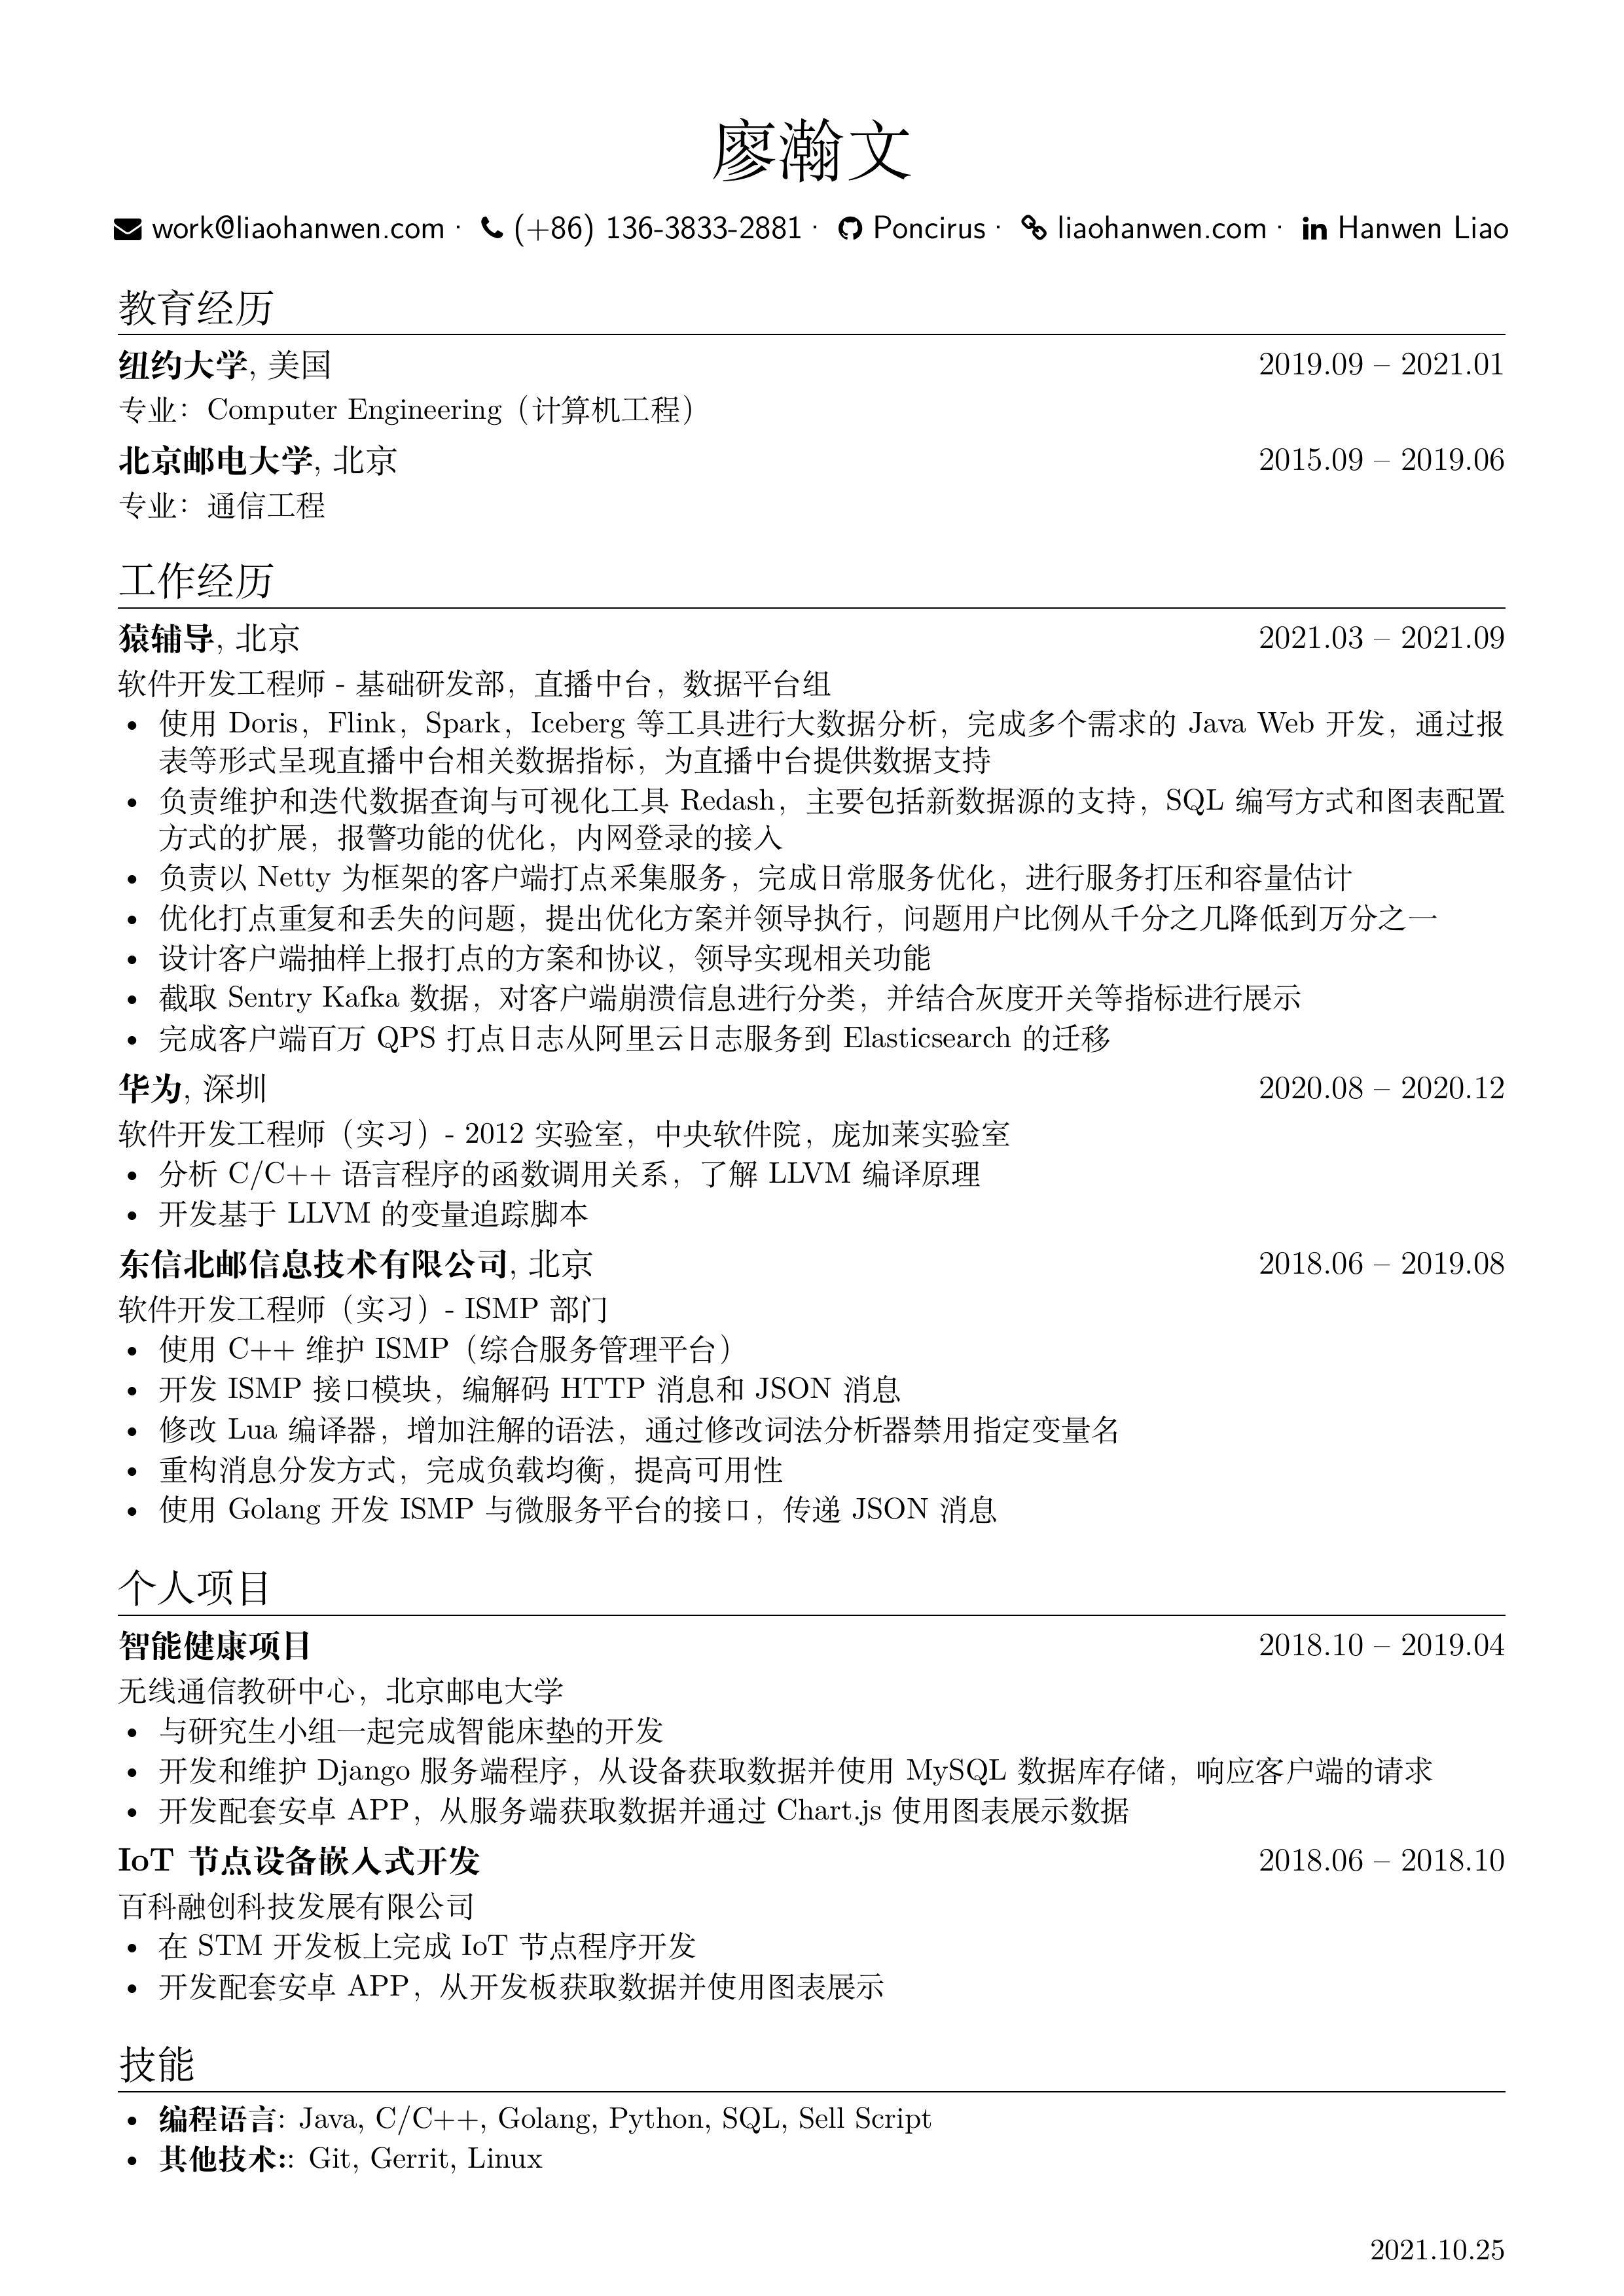 廖瀚文
work@liaohanwen.com · (+86) 136-3833-2881 · Poncirus · liaohanwen.com · Hanwen Liao
教育经历
纽约大学, 美国 2019.09 – 2021.01
专业：Computer Engineering（计算机工程）
北京邮电大学, 北京 2015.09 – 2019.06
专业：通信工程
工作经历
猿辅导, 北京 2021.03 – 2021.09
软件开发工程师 - 基础研发部，直播中台，数据平台组
• 使用 Doris，Flink，Spark，Iceberg 等工具进行大数据分析，完成多个需求的 Java Web 开发，通过报
表等形式呈现直播中台相关数据指标，为直播中台提供数据支持
• 负责维护和迭代数据查询与可视化工具 Redash，主要包括新数据源的支持，SQL 编写方式和图表配置
方式的扩展，报警功能的优化，内网登录的接入
• 负责以 Netty 为框架的客户端打点采集服务，完成日常服务优化，进行服务打压和容量估计
• 优化打点重复和丢失的问题，提出优化方案并领导执行，问题用户比例从千分之几降低到万分之一
• 设计客户端抽样上报打点的方案和协议，领导实现相关功能
• 截取 Sentry Kafka 数据，对客户端崩溃信息进行分类，并结合灰度开关等指标进行展示
• 完成客户端百万 QPS 打点日志从阿里云日志服务到 Elasticsearch 的迁移
华为, 深圳 2020.08 – 2020.12
软件开发工程师（实习）- 2012 实验室，中央软件院，庞加莱实验室
• 分析 C/C++ 语言程序的函数调用关系，了解 LLVM 编译原理
• 开发基于 LLVM 的变量追踪脚本
东信北邮信息技术有限公司, 北京 2018.06 – 2019.08
软件开发工程师（实习）- ISMP 部门
• 使用 C++ 维护 ISMP（综合服务管理平台）
• 开发 ISMP 接口模块，编解码 HTTP 消息和 JSON 消息
• 修改 Lua 编译器，增加注解的语法，通过修改词法分析器禁用指定变量名
• 重构消息分发方式，完成负载均衡，提高可用性
• 使用 Golang 开发 ISMP 与微服务平台的接口，传递 JSON 消息
个人项目
智能健康项目 2018.10 – 2019.04
无线通信教研中心，北京邮电大学
• 与研究生小组一起完成智能床垫的开发
• 开发和维护 Django 服务端程序，从设备获取数据并使用 MySQL 数据库存储，响应客户端的请求
• 开发配套安卓 APP，从服务端获取数据并通过 Chart.js 使用图表展示数据
IoT 节点设备嵌入式开发 2018.06 – 2018.10
百科融创科技发展有限公司
• 在 STM 开发板上完成 IoT 节点程序开发
• 开发配套安卓 APP，从开发板获取数据并使用图表展示
技能
• 编程语言: Java, C/C++, Golang, Python, SQL, Sell Script
• 其他技术:: Git, Gerrit, Linux
2021.10.25